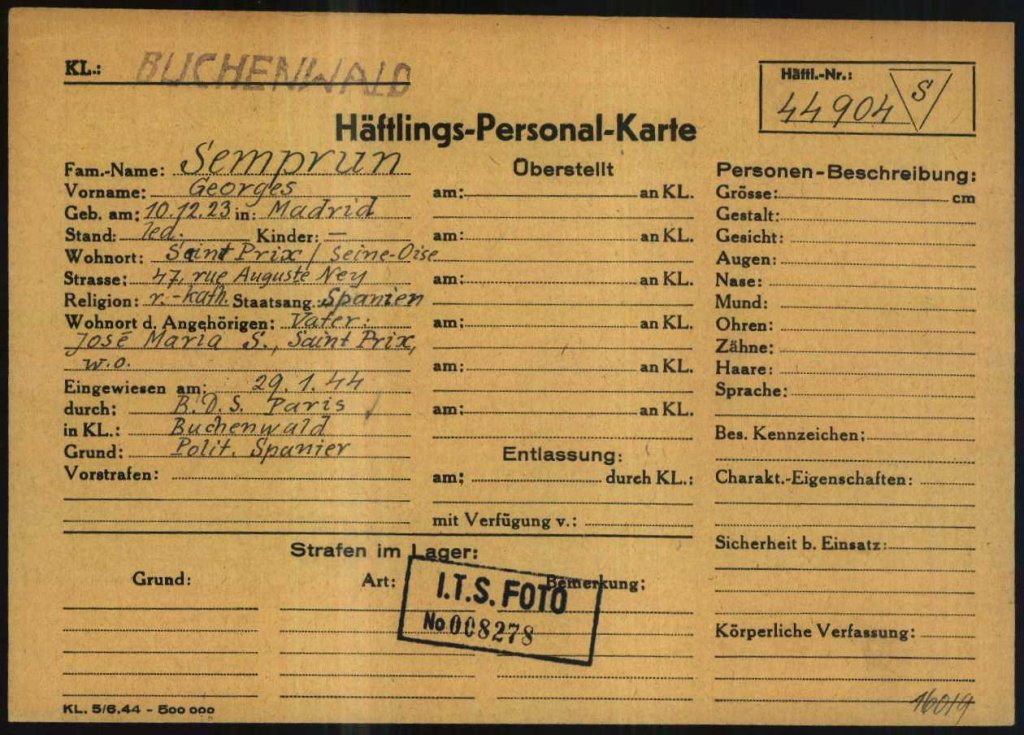 KL.: BUCHENWALD
Häftl.-Nr.:
44904 S
Häftlings-Personal-Karte
Fam.-Name: Semprun
Vorname: Georges
Geb. am: 10.12.23 in: Madrid
Stand: led. Kinder: —
Wohnort: Saint Prix / Seine-Oise
Strasse: 47, rue Auguste Ney
Religion: r.-kath. Staatsang.: Spanien
Wohnort d. Angehörigen: Vater:
José Maria S., Saint Prix,
w.o.
Eingewiesen am: 29.1.44
durch: B.D.S. Paris
in KL.: Buchenwald
Grund: Polit. Spanier
Vorstrafen:
Überstellt
am: an KL.
am: an KL.
am: an KL.
am: an KL.
am: an KL.
am: an KL.
Entlassung:
am: durch KL.:
mit Verfügung v.:
Personen-Beschreibung:
Grösse: cm
Gestalt:
Gesicht:
Augen:
Nase:
Mund:
Ohren:
Zähne:
Haare:
Sprache:
Bes. Kennzeichen:
Charakt.-Eigenschaften:
Sicherheit b. Einsatz:
Körperliche Verfassung:
Strafen im Lager:
Grund: Art: Bemerkung:
I.T.S. FOTO
No 008278
KL. 5/6.44 - 500 000